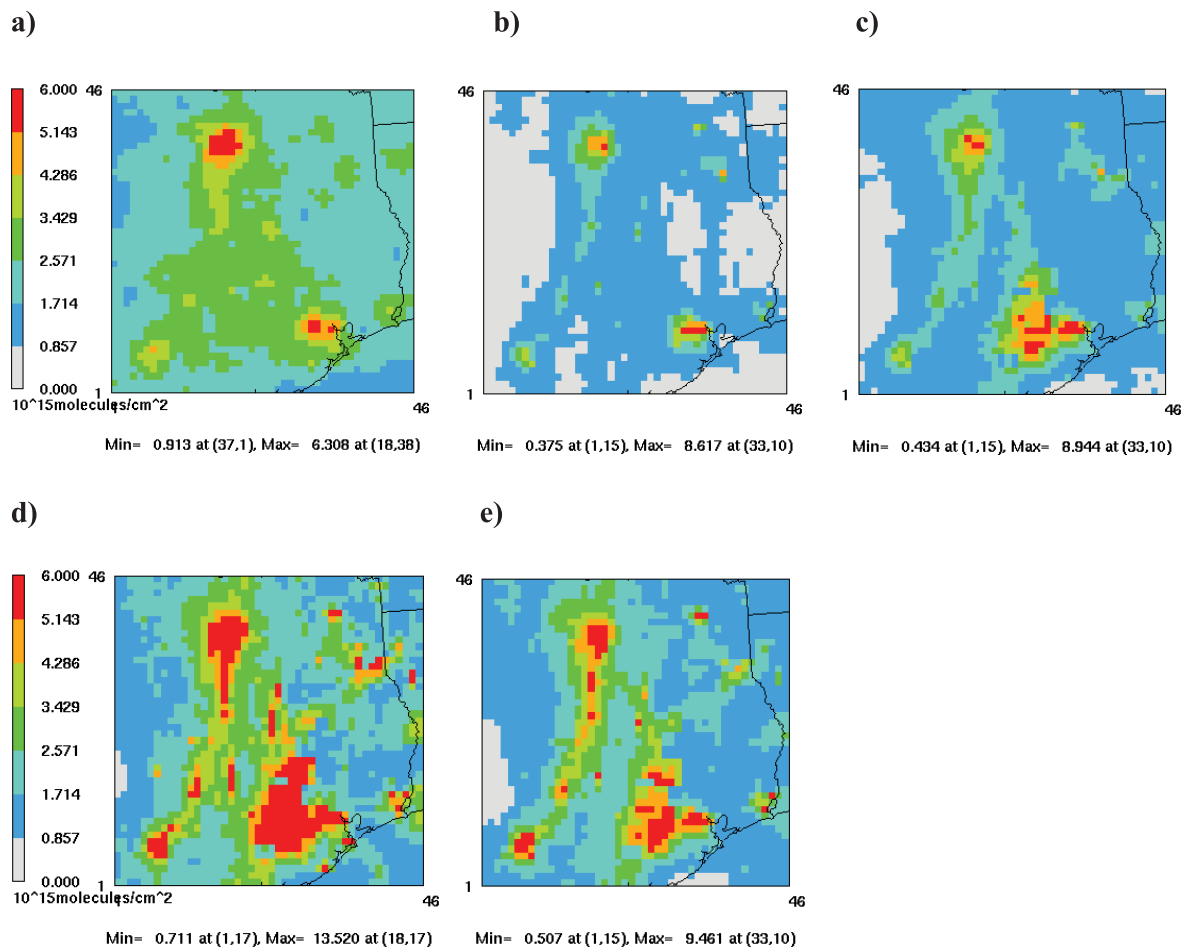 a)
b)
c)
6.000
5.143
4.286
3.429
2.571
1.714
0.857
0.000
10^15molecules/cm^2
46
1
46
Min= 0.913 at (37,1), Max= 6.308 at (18,38)
46
1
46
Min= 0.375 at (1,15), Max= 8.617 at (33,10)
46
1
46
Min= 0.434 at (1,15), Max= 8.944 at (33,10)
d)
e)
6.000
5.143
4.286
3.429
2.571
1.714
0.857
0.000
10^15molecules/cm^2
46
1
1
46
Min= 0.711 at (1,17), Max= 13.520 at (18,17)
46
1
46
Min= 0.507 at (1,15), Max= 9.461 at (33,10)